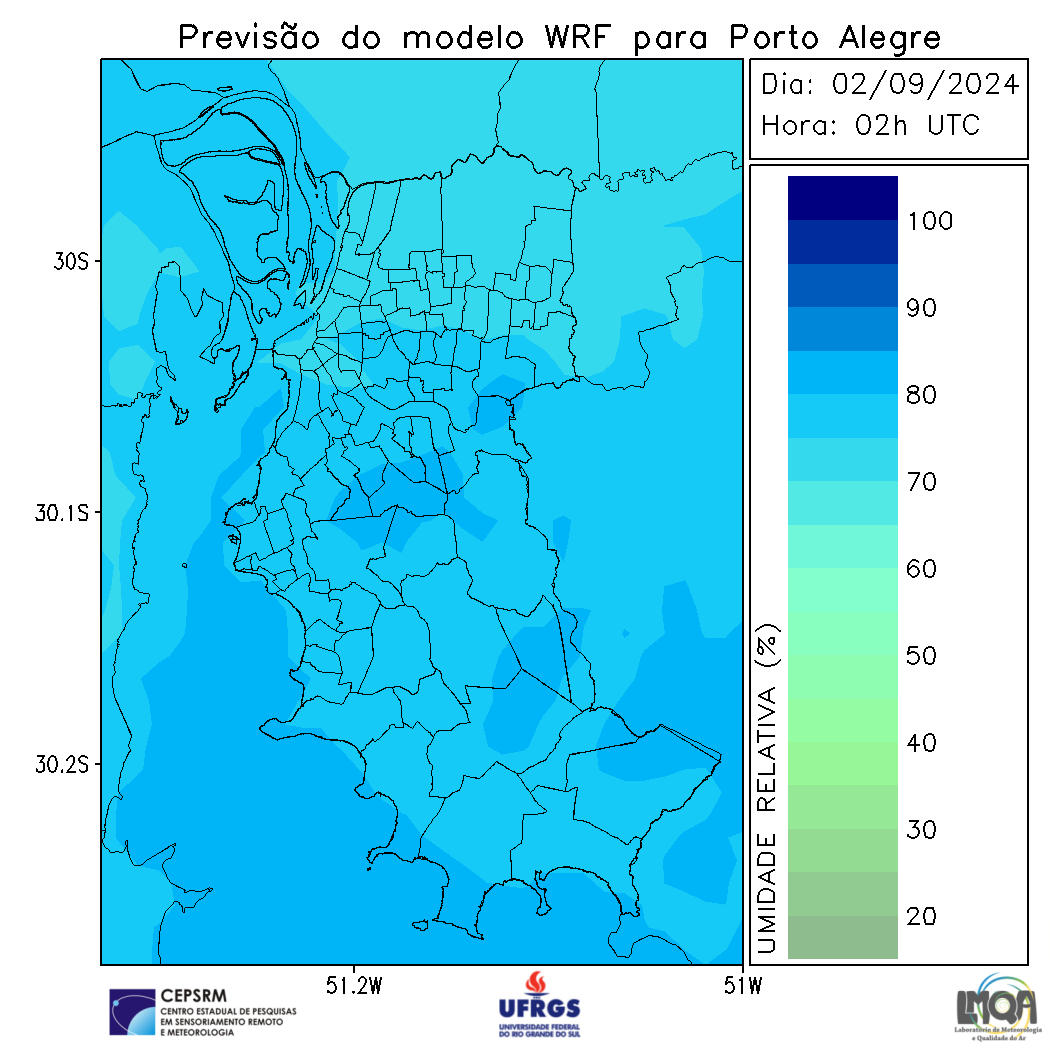 Previsão do modelo WRF para Porto Alegre
Dia: 02/09/2024
Hora: 02h UTC
100
90
80
70
60
50
40
30
20
UMIDADE RELATIVA (%)
30S
30.1S
30.2S
51.2W
51W
CEPSRM
CENTRO ESTADUAL DE PESQUISAS
EM SENSORIAMENTO REMOTO
E METEOROLOGIA
UFRGS
UNIVERSIDADE FEDERAL
DO RIO GRANDE DO SUL
LMQA
Laboratório de Meteorologia
e Qualidade do Ar